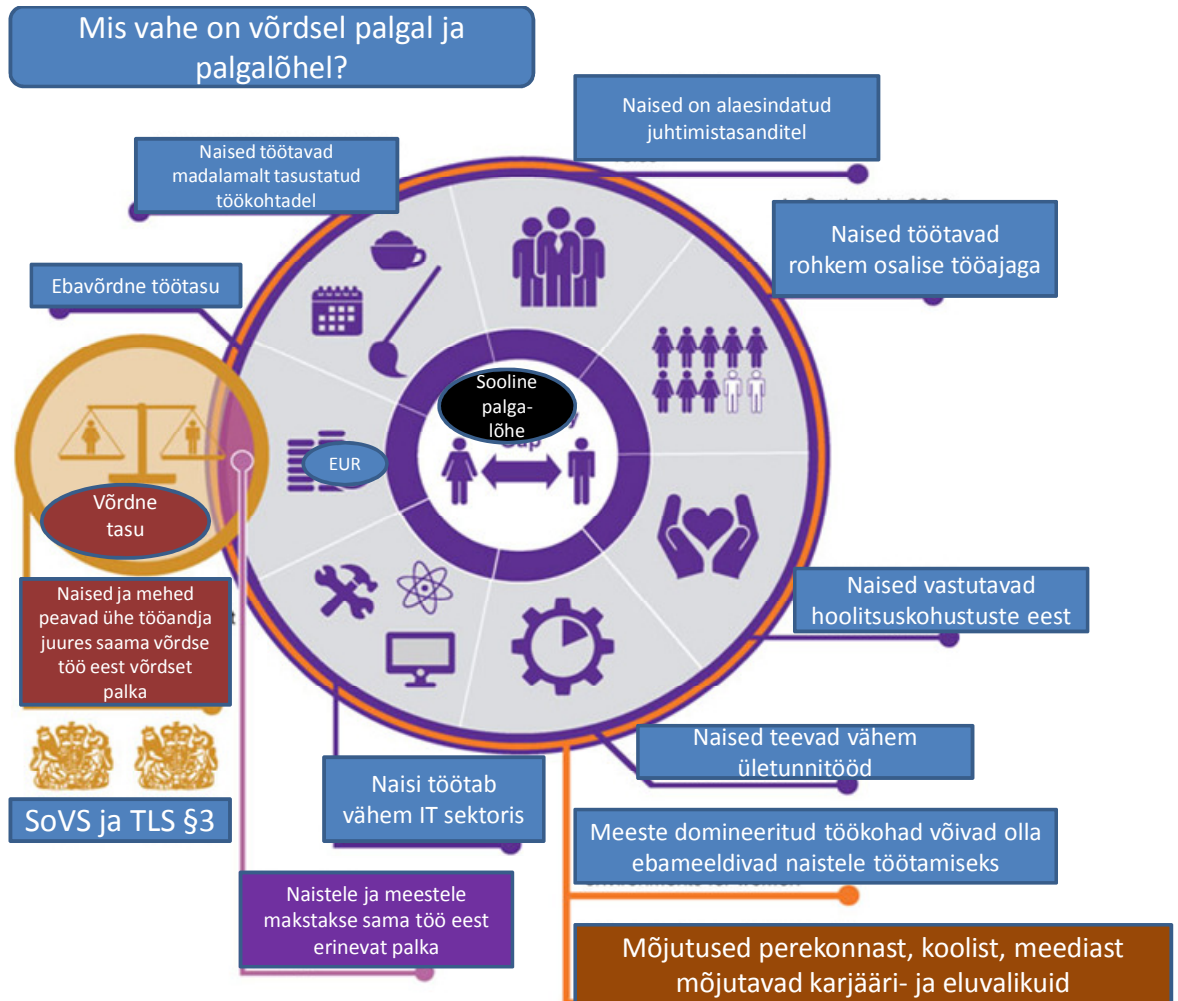 Mis vahe on võrdsel palgal ja
palgalõhel?
Naised on alaesindatud
juhtimistasanditel
Naised töötavad
madalamalt tasustatud
töökohtadel
Naised töötavad
rohkem osalise tööajaga
Ebavõrdne töötasu
Sooline
palga-
lõhe
EUR
Võrdne
tasu
Naised ja mehed
peavad ühe tööandja
juures saama võrdse
töö eest võrdset
palka
Naised vastutavad
hoolitsuskohustuste eest
Naised teevad vähem
ületunnitööd
Naisi töötab
vähem IT sektoris
SoVS ja TLS §3
Meeste domineeritud töökohad võivad olla
ebameeldivad naistele töötamiseks
Naistele ja meestele
makstakse sama töö eest
erinevat palka
Mõjutused perekonnast, koolist, meediast
mõjutavad karjääri- ja eluvalikuid